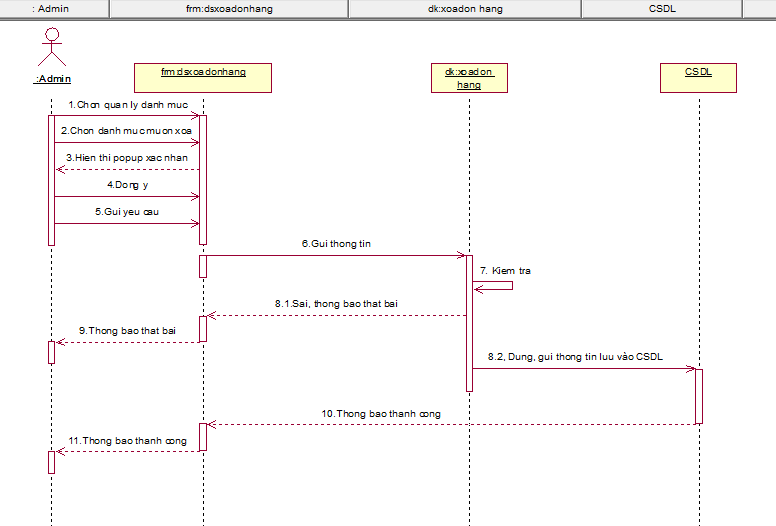 : Admin
frm:dsxoadonhang
dk:xoadon hang
CSDL
:Admin
frm:dsxoadonhang
dk:xoadon
hang
CSDL
1.Chon quan ly danh muc
2.Chon danh muc muon xoa
3.Hien thi popup xac nhan
4.Dong y
5.Gui yeu cau
6.Gui thong tin
7. Kiem tra
8.1.Sai, thong bao that bai
9.Thong bao that bai
8.2, Dung, gui thong tin luu vào CSDL
10.Thong bao thanh cong
11.Thong bao thanh cong